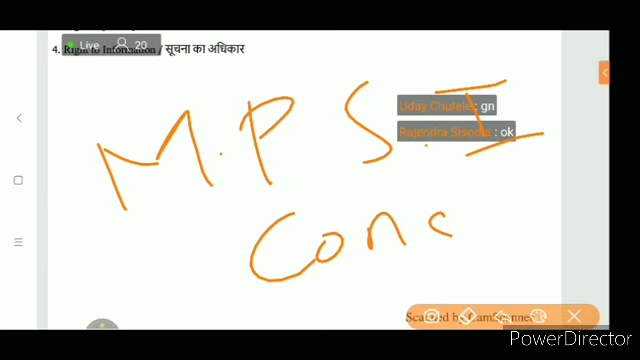 Live 20
4. Right to Information / सूचना का अधिकार
Uday Chutele : gn
Rajendra Sisodia : ok
M.P S.I
Conc
Scanned by CamScanner
PowerDirector